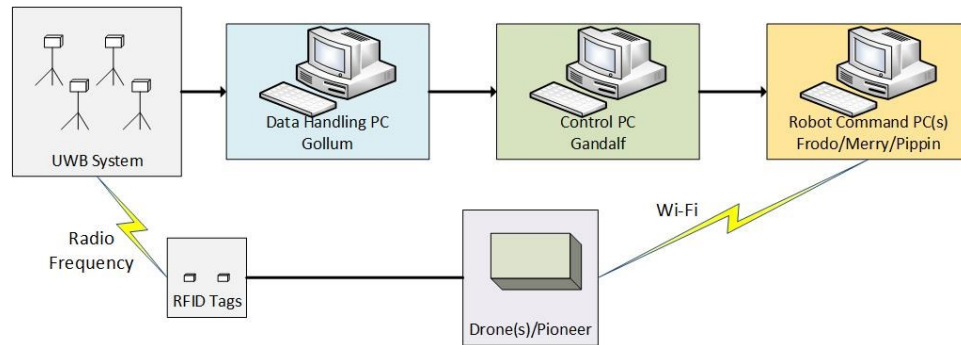 UWB System
Data Handling PC
Gollum
Control PC
Gandalf
Robot Command PC(s)
Frodo/Merry/Pippin
Radio
Frequency
Wi-Fi
RFID Tags
Drone(s)/Pioneer